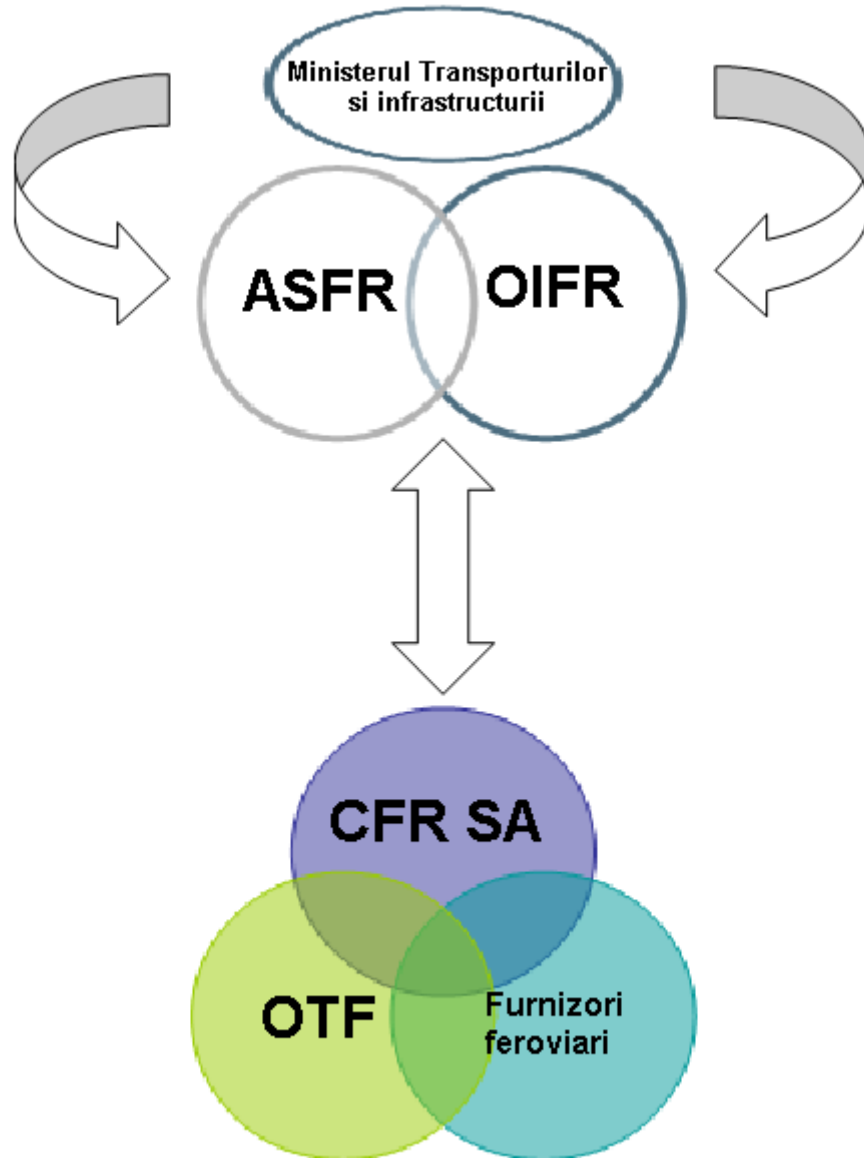 Ministerul Transporturilor
si infrastructurii
ASFR
OIFR
CFR SA
OTF
Furnizori
feroviari